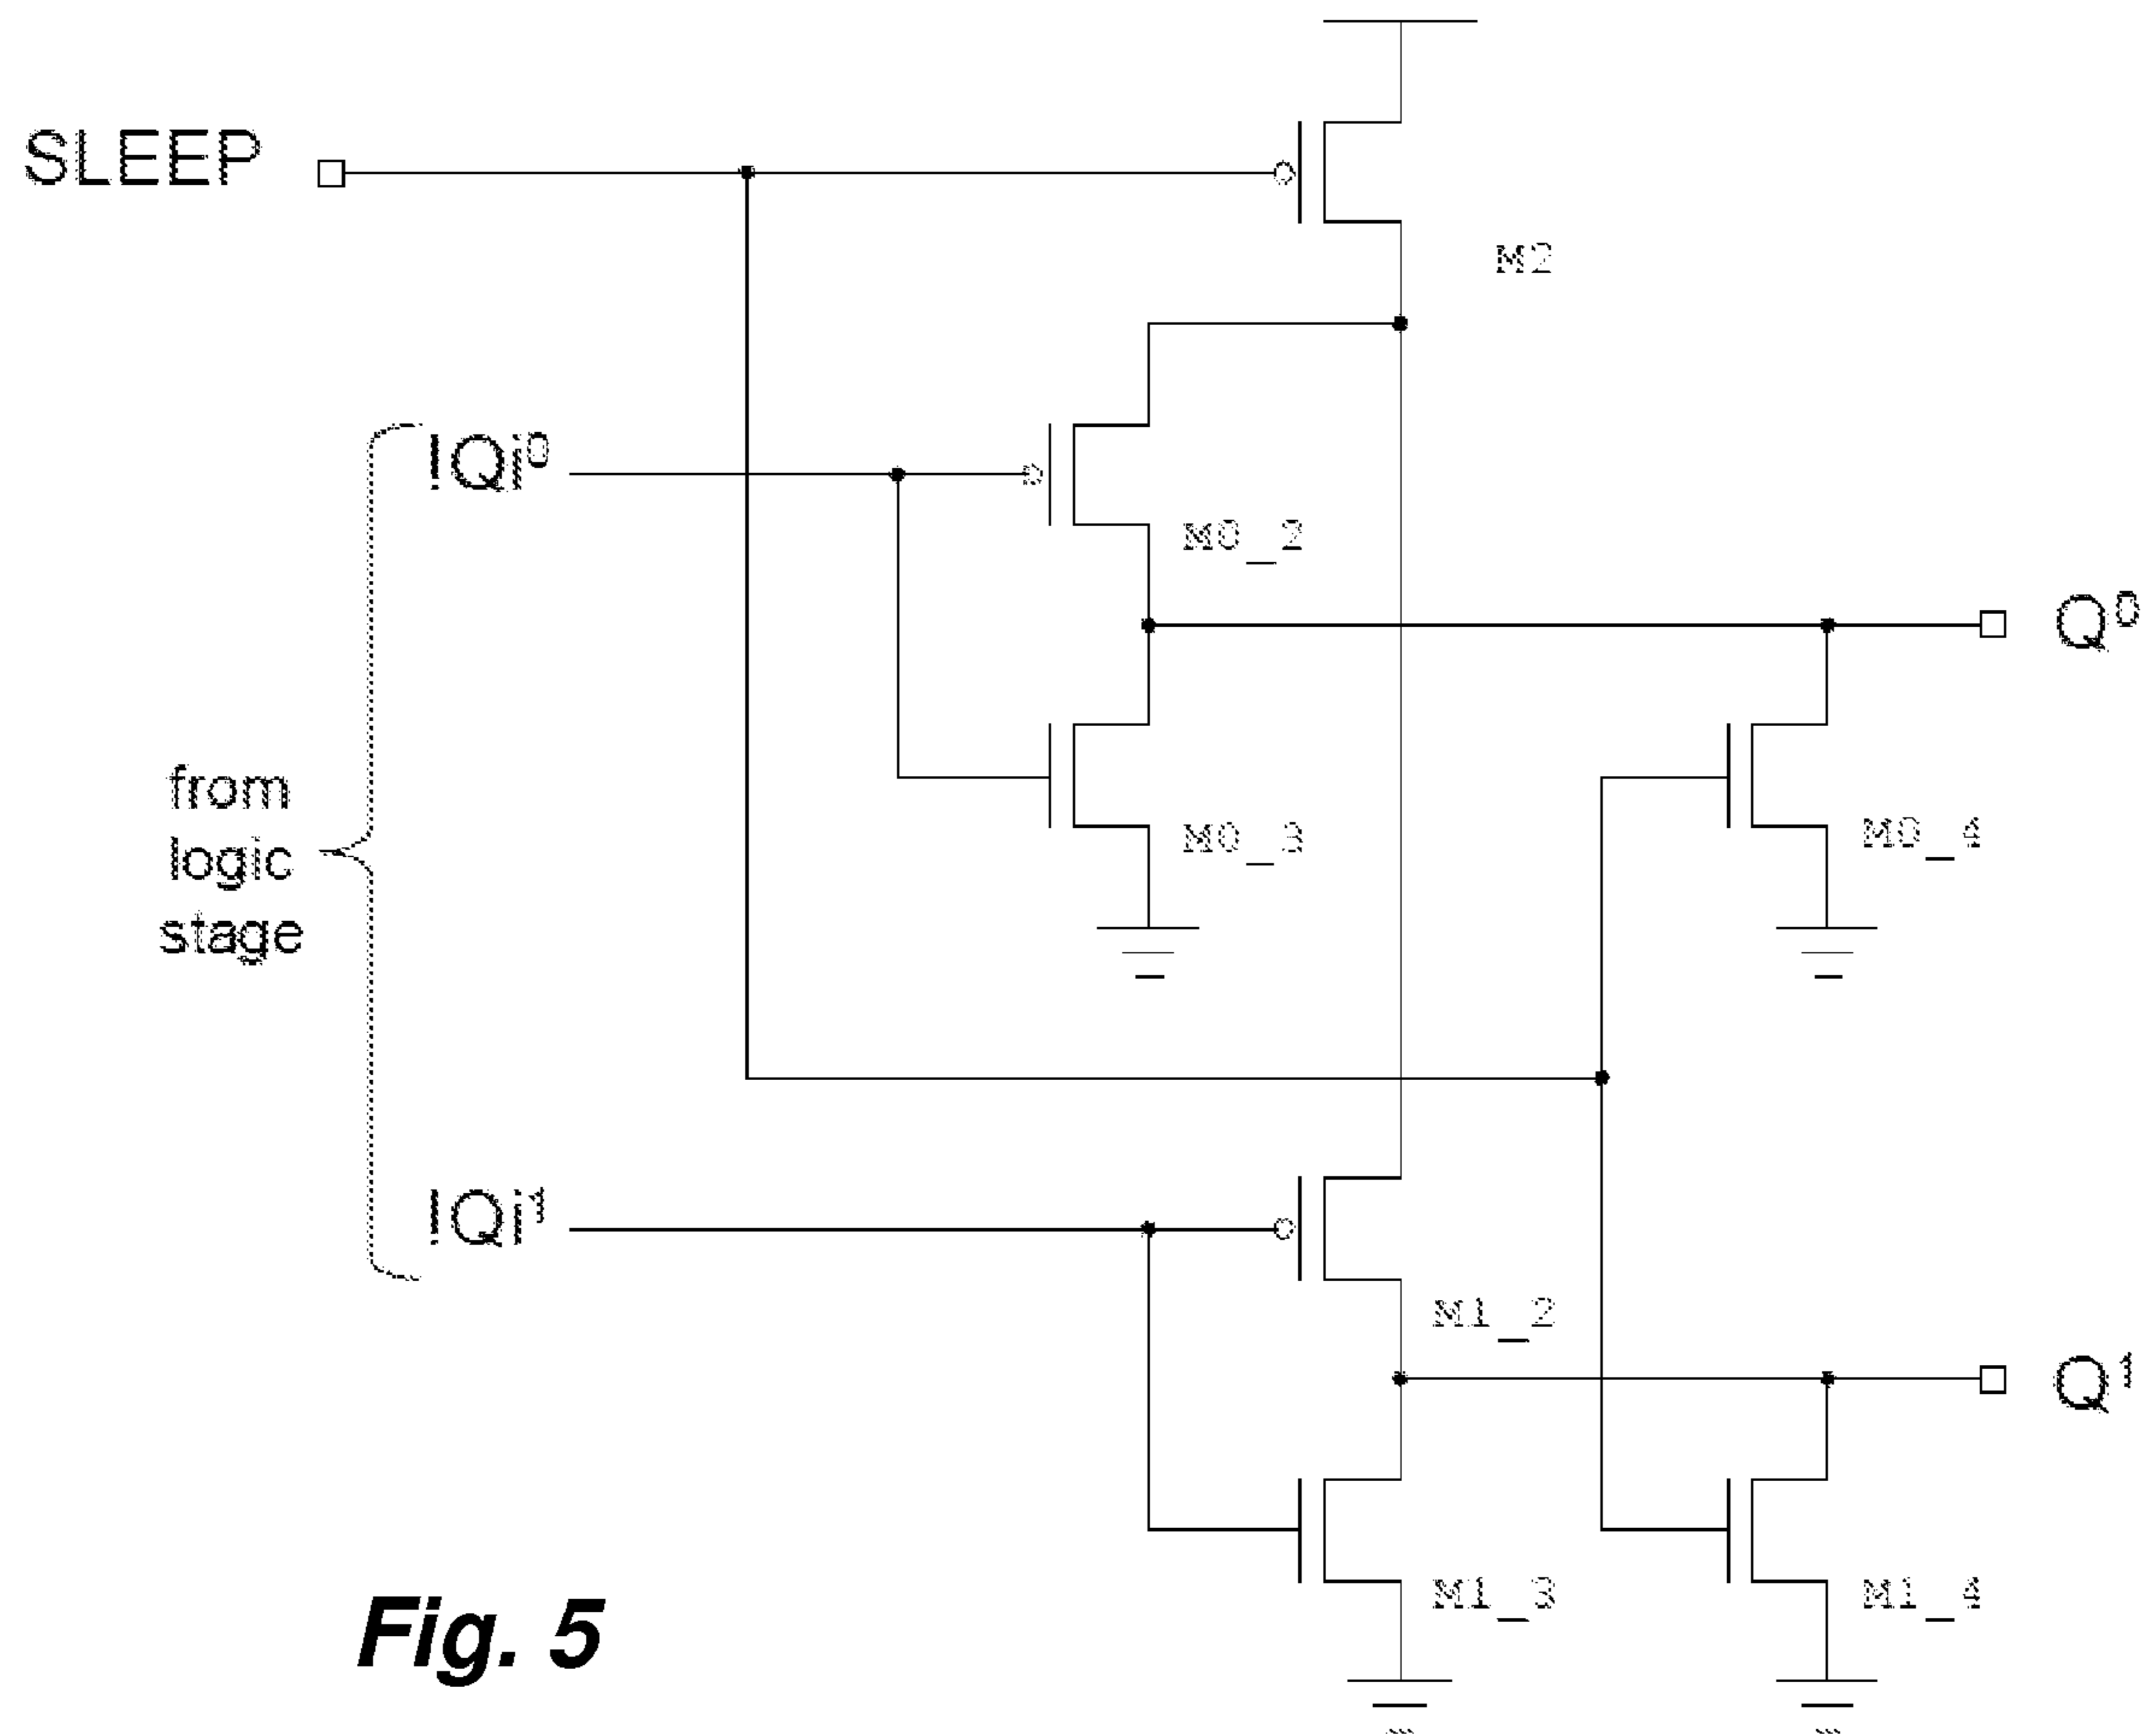 SLEEP
M2
!Qi⁰
M0_2
Q⁰
from
logic
stage
M0_3
M0_4
!Qi¹
M1_2
Q¹
M1_3
M1_4
Fig. 5